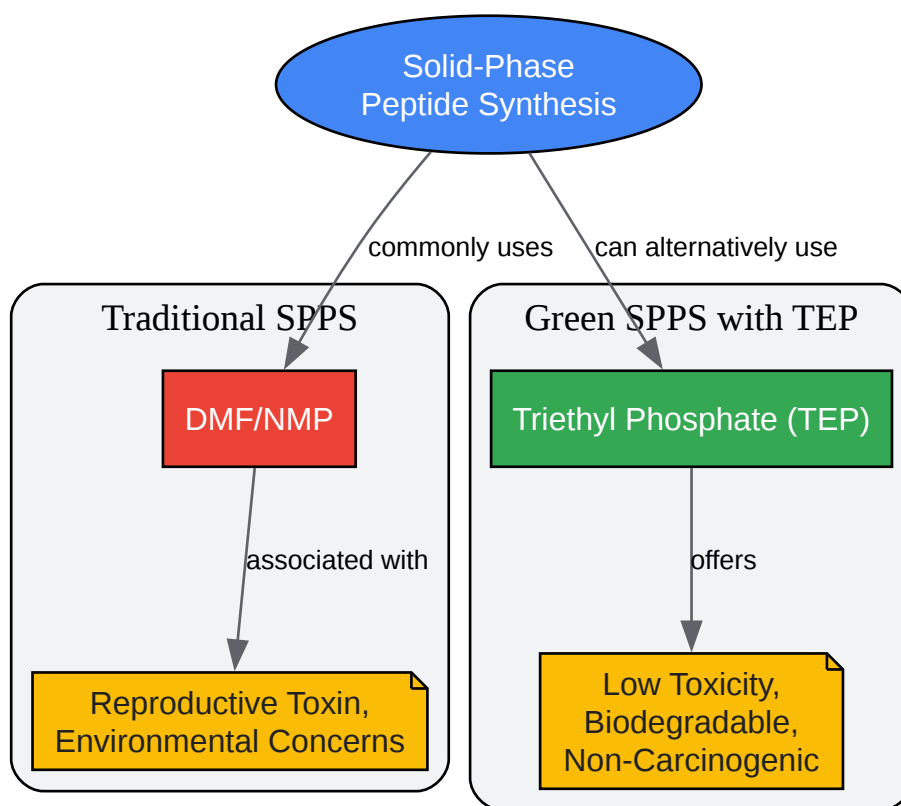 Solid-Phase
Peptide Synthesis
commonly uses
can alternatively use
Traditional SPPS
Green SPPS with TEP
DMF/NMP
Triethyl Phosphate (TEP)
associated with
offers
Reproductive Toxin,
Environmental Concerns
Low Toxicity,
Biodegradable,
Non-Carcinogenic